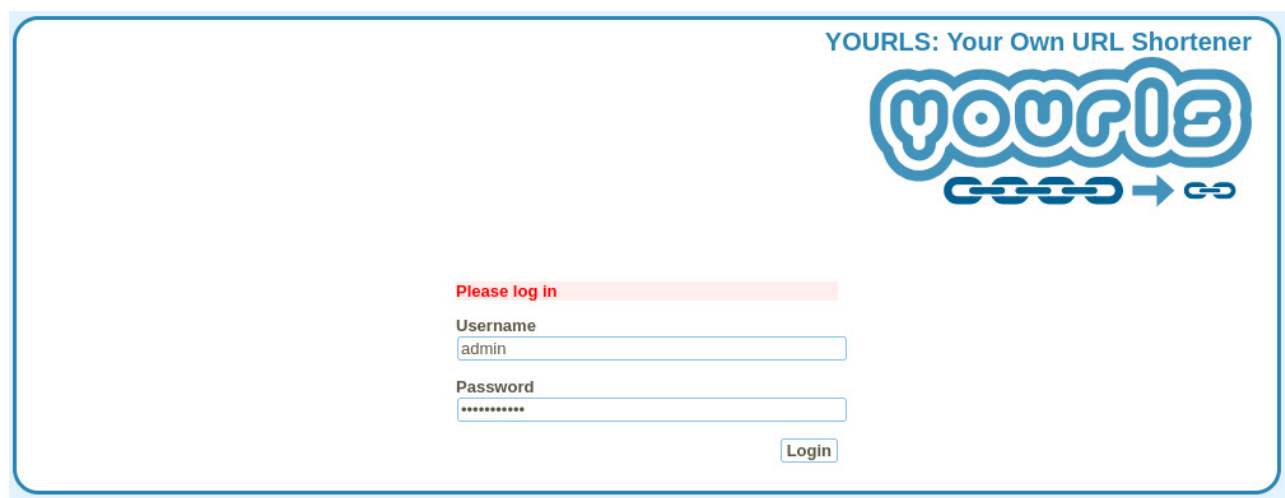 YOURLS: Your Own URL Shortener
yourls
Please log in
Username
admin
Password
•••••••••••
Login